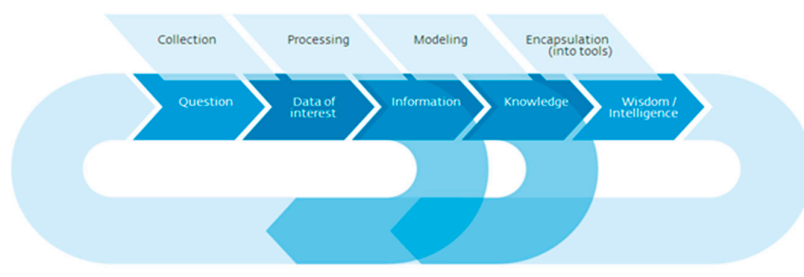 Collection
Processing
Modeling
Encapsulation
(into tools)
Question
Data of
interest
Information
Knowledge
Wisdom /
Intelligence